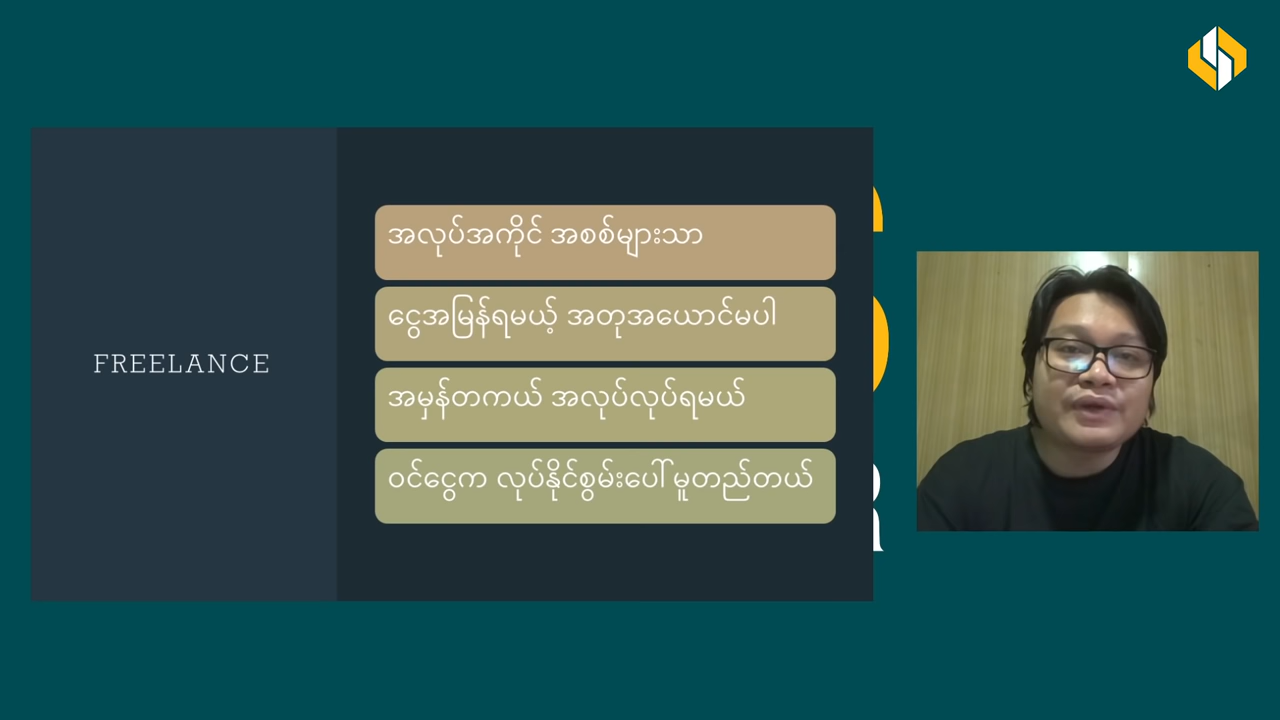 FREELANCE
အလုပ်အကိုင် အစစ်များသာ
ငွေအမြန်ရမယ့် အတုအယောင်မပါ
အမှန်တကယ် အလုပ်လုပ်ရမယ်
ဝင်ငွေက လုပ်နိုင်စွမ်းပေါ် မူတည်တယ်